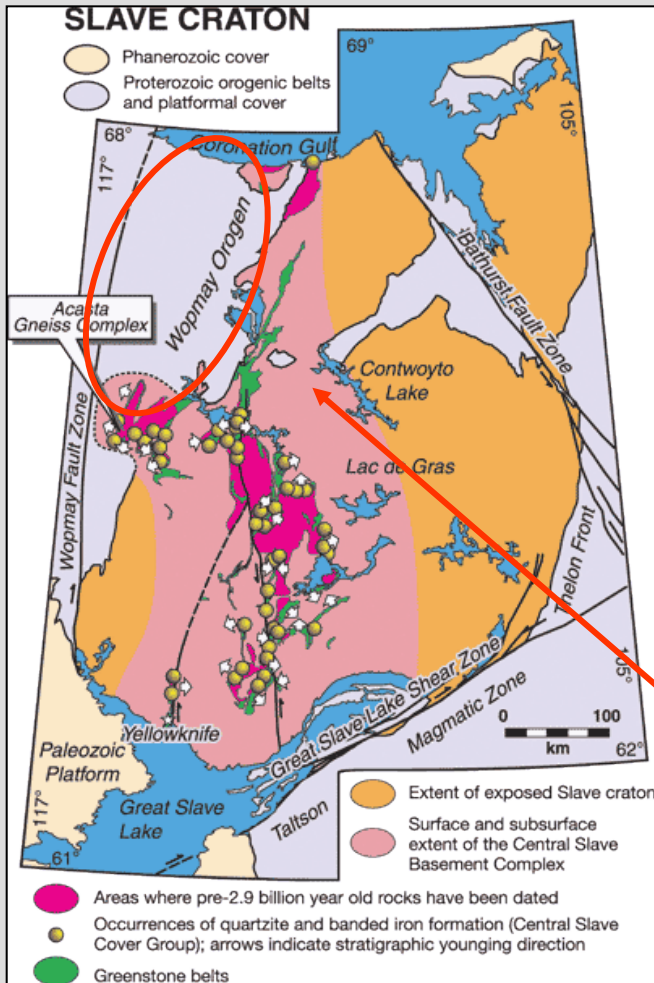 SLAVE CRATON
Phanerozoic cover
Proterozoic orogenic belts
and platformal cover
69°
105°
68°
117°
Coronation Gulf
Wopmay Orogen
Bathurst Fault Zone
Acasta
Gneiss Complex
Contwoyto
Lake
Lac de Gras
Wopmay Fault Zone
Thelon Front
105°
Great Slave Lake Shear Zone
Magmatic Zone
0 100
km
62°
Yellowknife
Paleozoic
Platform
117°
Great Slave
Lake
Taltson
61°
Extent of exposed Slave craton
Surface and subsurface
extent of the Central Slave
Basement Complex
Areas where pre-2.9 billion year old rocks have been dated
Occurrences of quartzite and banded iron formation (Central Slave
Cover Group); arrows indicate stratigraphic younging direction
Greenstone belts